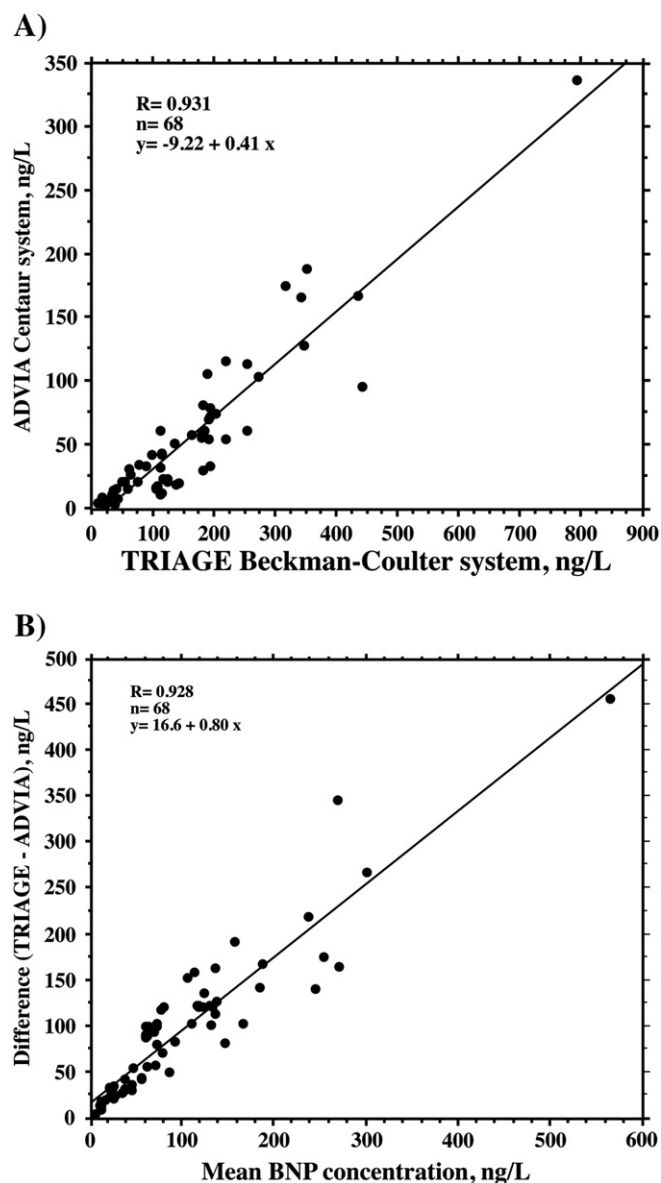 A)
350
300
250
200
150
100
50
0
ADVIA Centaur system, ng/L
R= 0.931
n= 68
y= -9.22 + 0.41 x
0 100 200 300 400 500 600 700 800 900
TRIAGE Beckman-Coulter system, ng/L
B)
500
450
400
350
300
250
200
150
100
50
0
Difference (TRIAGE - ADVIA), ng/L
R= 0.928
n= 68
y= 16.6 + 0.80 x
0 100 200 300 400 500 600
Mean BNP concentration, ng/L